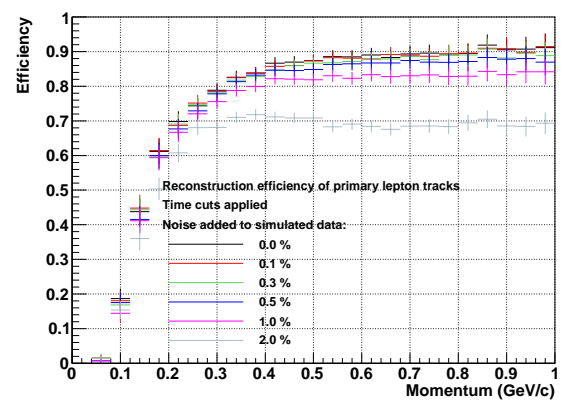 Efficiency
1
0.9
0.8
0.7
0.6
0.5
0.4
0.3
0.2
0.1
0
Reconstruction efficiency of primary lepton tracks
Time cuts applied
Noise added to simulated data:
0.0 %
0.1 %
0.3 %
0.5 %
1.0 %
2.0 %
0 0.1 0.2 0.3 0.4 0.5 0.6 0.7 0.8 0.9 1
Momentum (GeV/c)